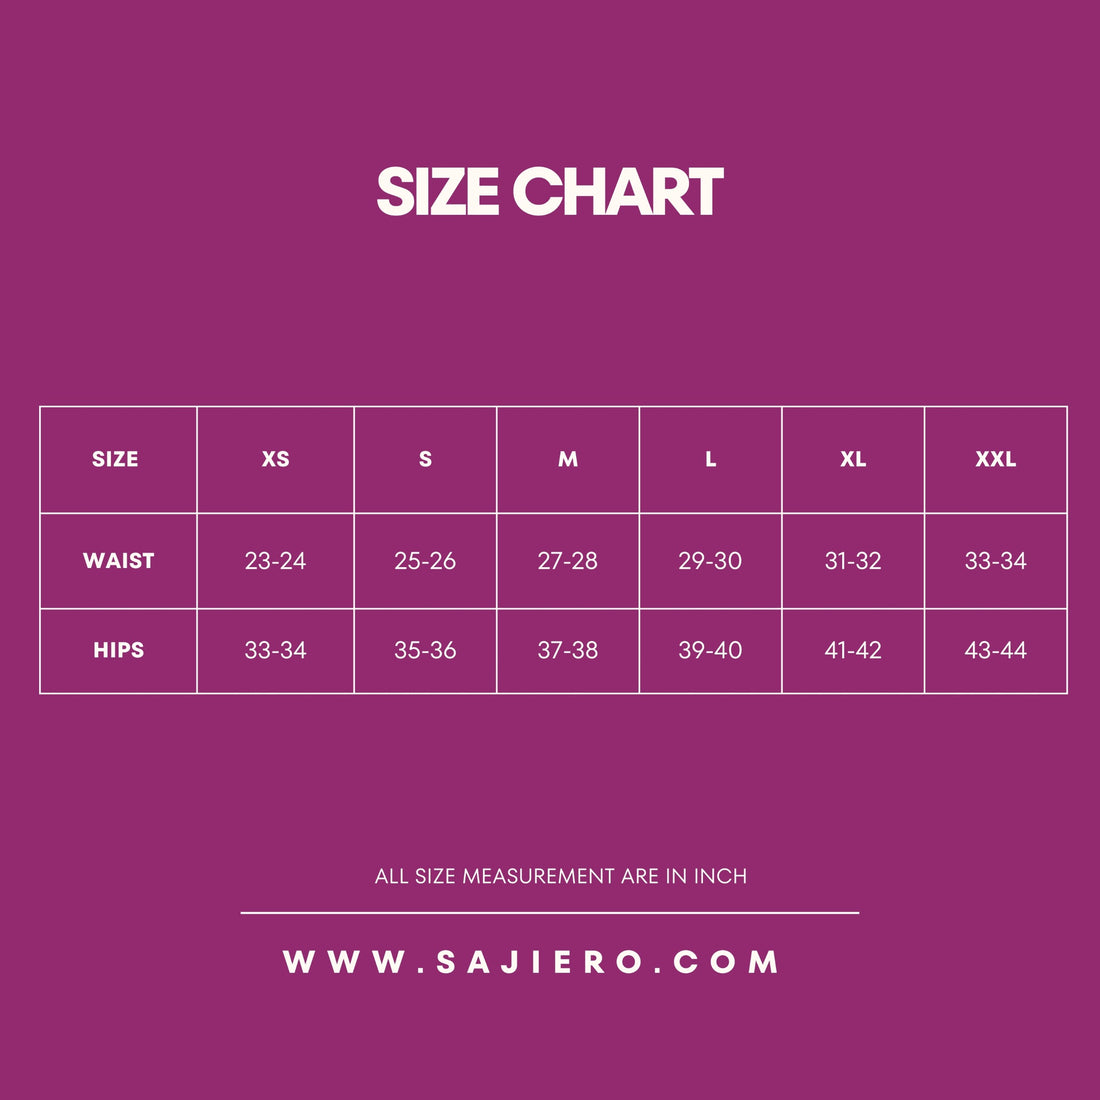 SIZE CHART
SIZE XS S M L XL XXL
WAIST 23-24 25-26 27-28 29-30 31-32 33-34
HIPS 33-34 35-36 37-38 39-40 41-42 43-44
ALL SIZE MEASUREMENT ARE IN INCH
WWW.SAJIERO.COM